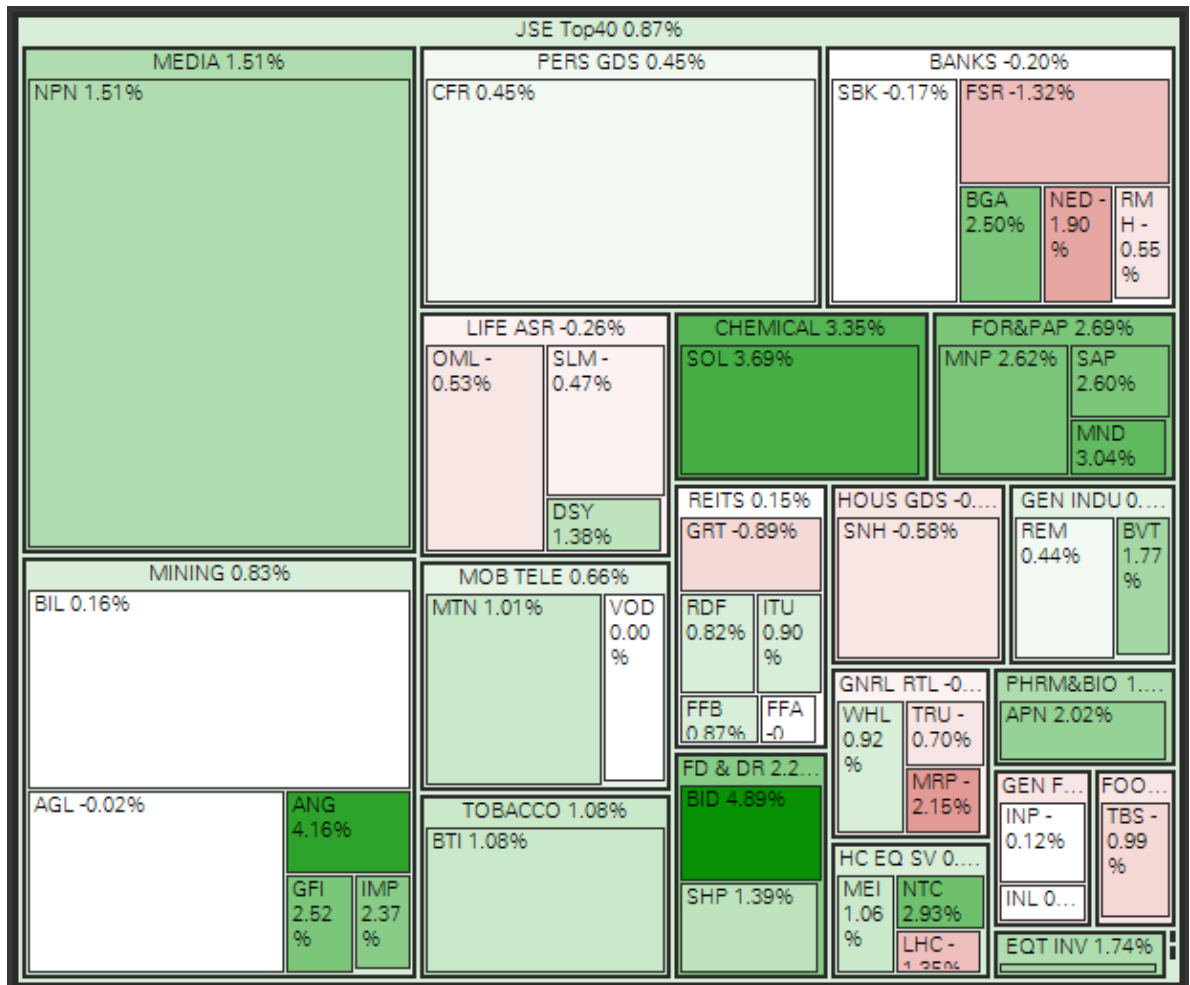 JSE Top40 0.87%
MEDIA 1.51%
NPN 1.51%
PERS GDS 0.45%
CFR 0.45%
BANKS -0.20%
SBK -0.17%
FSR -1.32%
BGA
2.50%
NED -
1.90
%
RM
H -
0.55
%
LIFE ASR -0.26%
OML -
0.53%
SLM -
0.47%
DSY
1.38%
CHEMICAL 3.35%
SOL 3.69%
FOR&PAP 2.69%
MNP 2.62%
SAP
2.60%
MND
3.04%
MINING 0.83%
BIL 0.16%
AGL -0.02%
ANG
4.16%
GFI
2.52
%
IMP
2.37
%
MOB TELE 0.66%
MTN 1.01%
VOD
0.00
%
TOBACCO 1.08%
BTI 1.08%
REITS 0.15%
GRT -0.89%
RDF
0.82%
ITU
0.90
%
FFB
0.87%
FFA
-0
FD & DR 2.2...
BID 4.89%
SHP 1.39%
HOUS GDS -0....
SNH -0.58%
GEN INDU 0....
REM
0.44%
BVT
1.77
%
GNRL RTL -0...
WHL
0.92
%
TRU -
0.70%
MRP -
2.15%
PHRM&BIO 1....
APN 2.02%
HC EQ SV 0....
MEI
1.06
%
NTC
2.93%
LHC -
1.35%
GEN F...
INP -
0.12%
INL 0...
FOO...
TBS -
0.99
%
EQT INV 1.74%